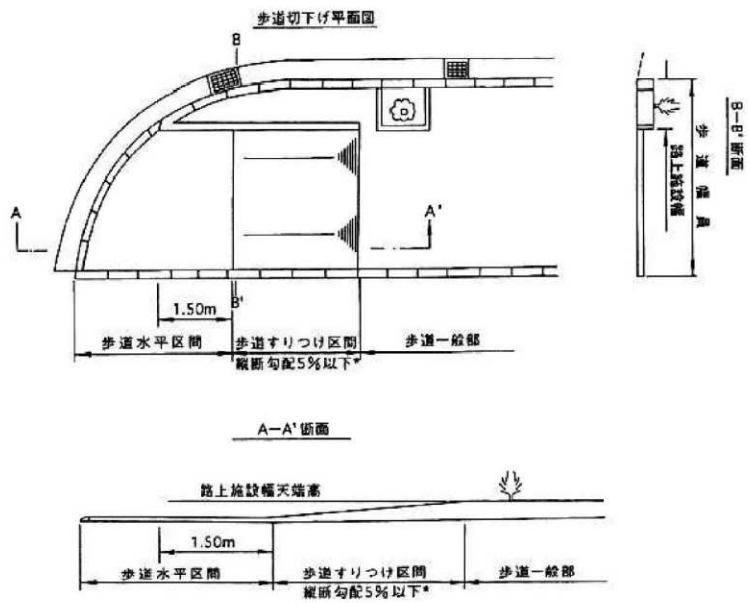 歩道切下げ平面図
B
A
A'
1.50m
B'
歩道水平区間
歩道すりつけ区間
縦断勾配5%以下*
歩道一般部
B-B'断面
歩道幅員
路上施設幅
A-A'断面
路上施設幅天端高
1.50m
歩道水平区間
歩道すりつけ区間
縦断勾配5%以下*
歩道一般部